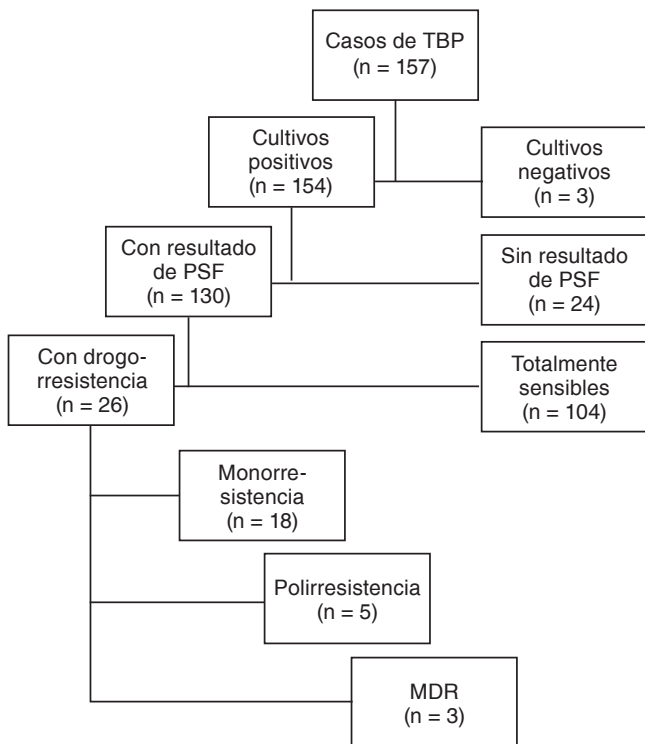 Casos de TBP
(n = 157)
Cultivos
positivos
(n = 154)
Cultivos
negativos
(n = 3)
Con resultado
de PSF
(n = 130)
Sin resultado
de PSF
(n = 24)
Con drogo-
rresistencia
(n = 26)
Totalmente
sensibles
(n = 104)
Monorre-
sistencia
(n = 18)
Polirresistencia
(n = 5)
MDR
(n = 3)